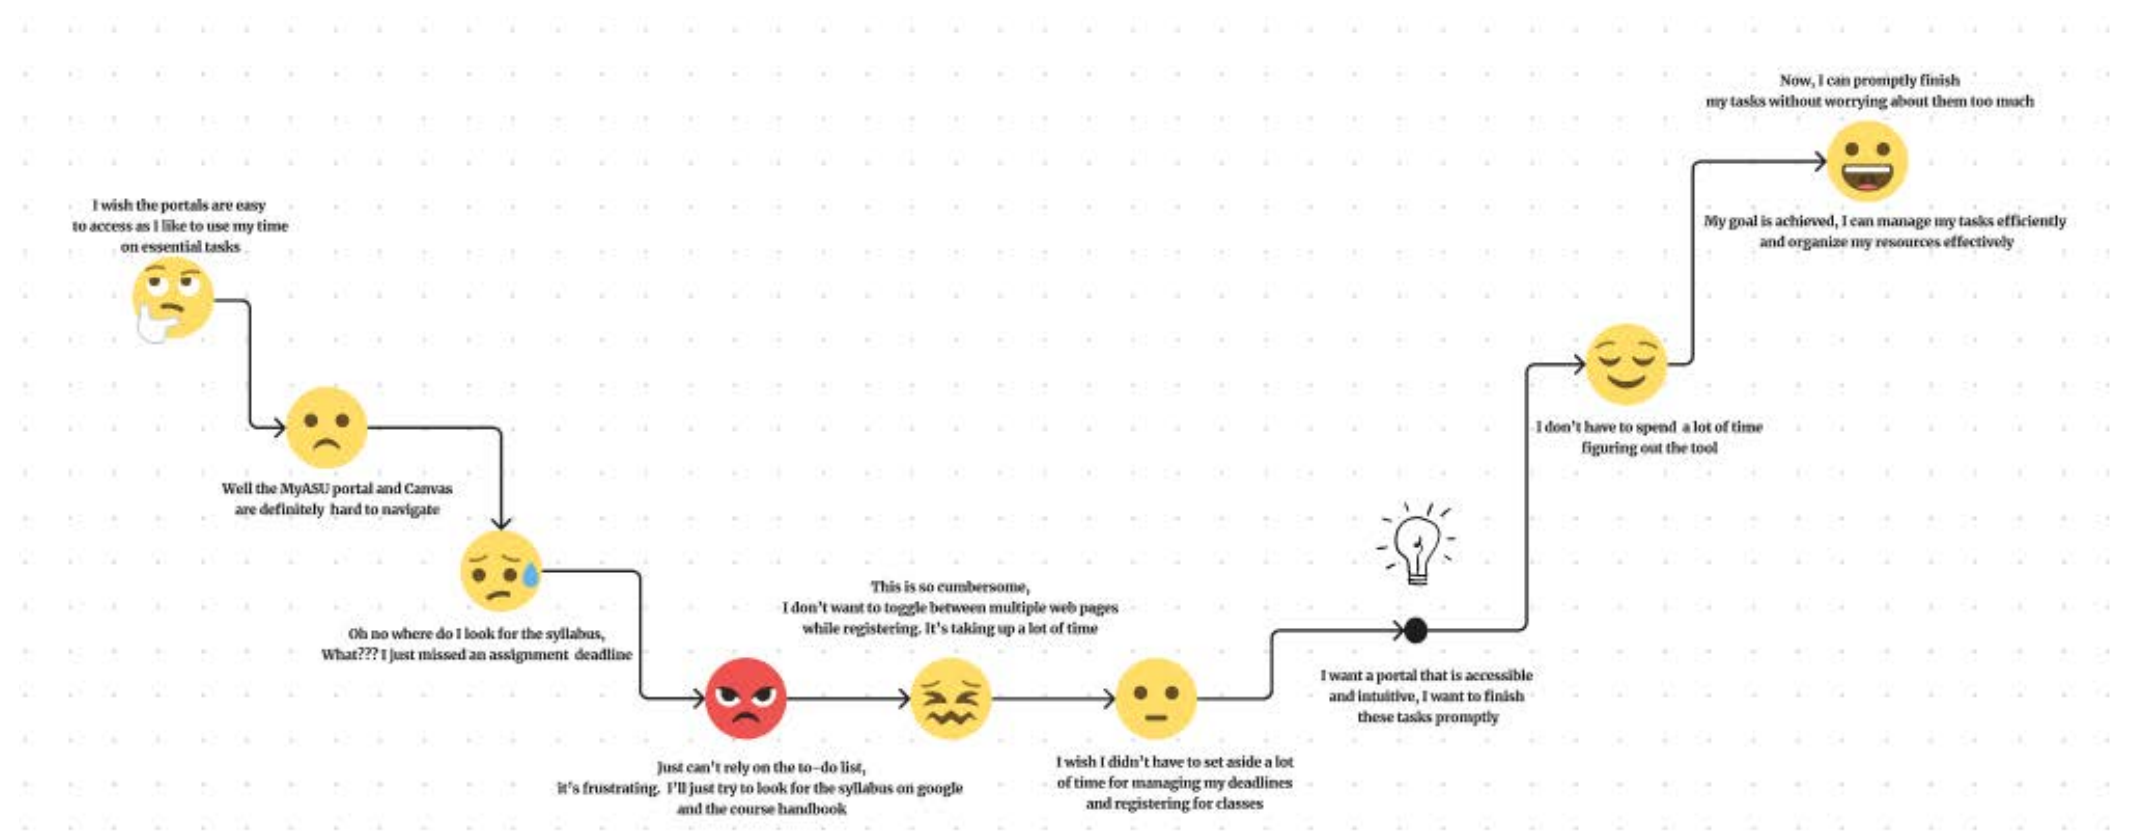 I wish the portals are easy
to access as I like to use my time
on essential tasks
Well the MyASU portal and Canvas
are definitely hard to navigate
Oh no where do I look for the syllabus,
What??? I just missed an assignment deadline
Just can't rely on the to-do list,
it's frustrating. I'll just try to look for the syllabus on google
and the course handbook
This is so cumbersome,
I don't want to toggle between multiple web pages
while registering. It's taking up a lot of time
I wish I didn't have to set aside a lot
of time for managing my deadlines
and registering for classes
I want a portal that is accessible
and intuitive, I want to finish
these tasks promptly
I don't have to spend a lot of time
figuring out the tool
Now, I can promptly finish
my tasks without worrying about them too much
My goal is achieved, I can manage my tasks efficiently
and organize my resources effectively